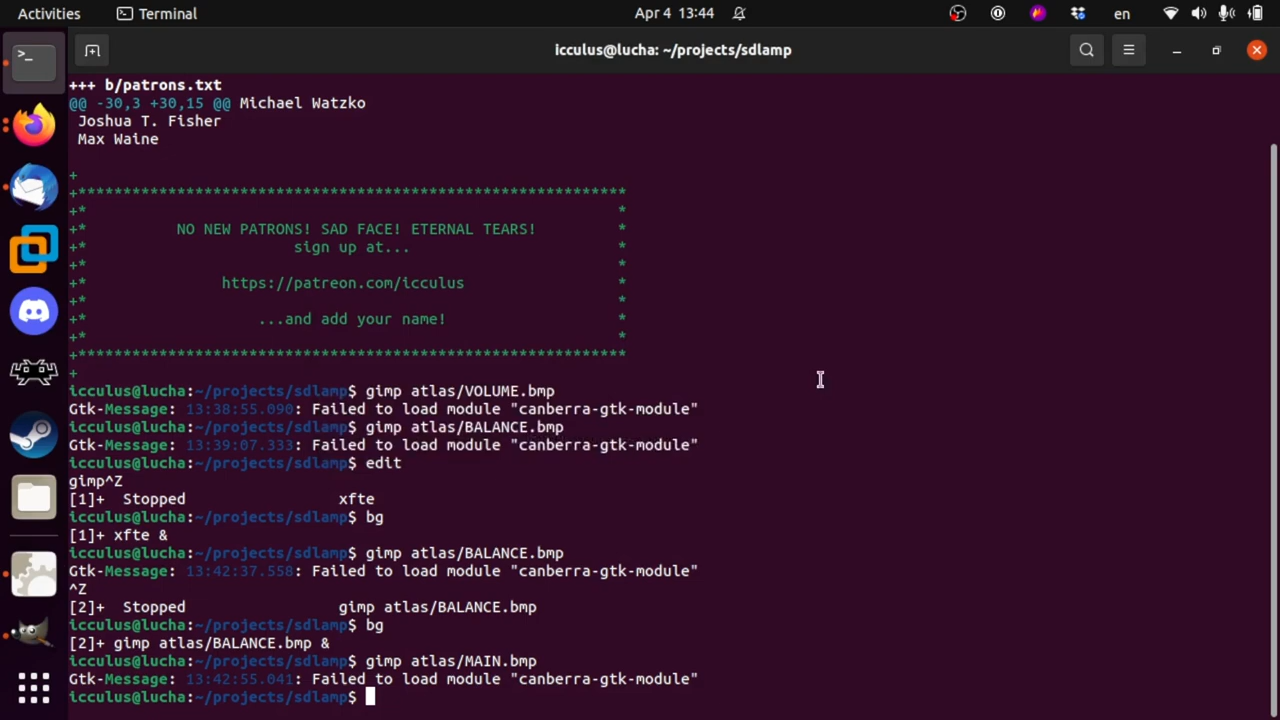 Activities
Terminal
Apr 4 13:44
en
icculus@lucha: ~/projects/sdlamp
+++ b/patrons.txt
@@ -30,3 +30,15 @@ Michael Watzko
 Joshua T. Fisher
 Max Waine
+
+*************************************************************
+*                                                           *
+*          NO NEW PATRONS! SAD FACE! ETERNAL TEARS!         *
+*                       sign up at...                       *
+*                                                           *
+*               https://patreon.com/icculus                 *
+*                                                           *
+*                   ...and add your name!                   *
+*                                                           *
+*************************************************************
+
icculus@lucha:~/projects/sdlamp$ gimp atlas/VOLUME.bmp
Gtk-Message: 13:38:55.090: Failed to load module "canberra-gtk-module"
icculus@lucha:~/projects/sdlamp$ gimp atlas/BALANCE.bmp
Gtk-Message: 13:39:07.333: Failed to load module "canberra-gtk-module"
icculus@lucha:~/projects/sdlamp$ edit
gimp^Z
[1]+  Stopped                 xfte
icculus@lucha:~/projects/sdlamp$ bg
[1]+ xfte &
icculus@lucha:~/projects/sdlamp$ gimp atlas/BALANCE.bmp
Gtk-Message: 13:42:37.558: Failed to load module "canberra-gtk-module"
^Z
[2]+  Stopped                 gimp atlas/BALANCE.bmp
icculus@lucha:~/projects/sdlamp$ bg
[2]+ gimp atlas/BALANCE.bmp &
icculus@lucha:~/projects/sdlamp$ gimp atlas/MAIN.bmp
Gtk-Message: 13:42:55.041: Failed to load module "canberra-gtk-module"
icculus@lucha:~/projects/sdlamp$